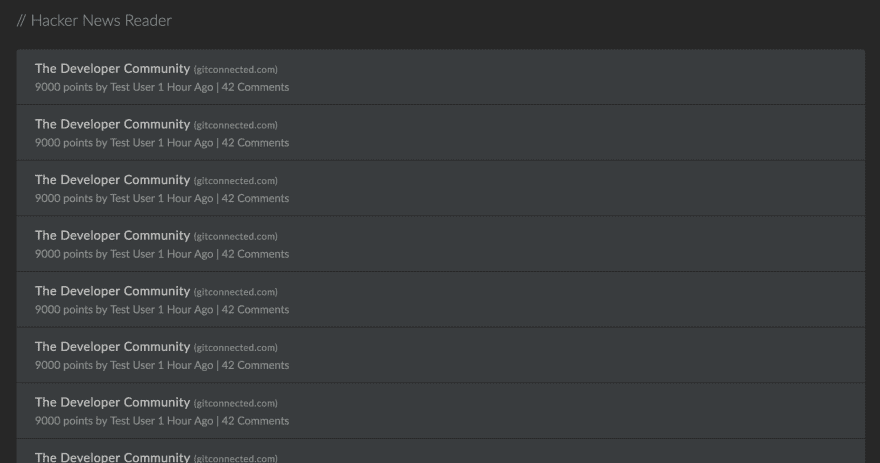 // Hacker News Reader
The Developer Community (gitconnected.com)
9000 points by Test User 1 Hour Ago | 42 Comments
The Developer Community (gitconnected.com)
9000 points by Test User 1 Hour Ago | 42 Comments
The Developer Community (gitconnected.com)
9000 points by Test User 1 Hour Ago | 42 Comments
The Developer Community (gitconnected.com)
9000 points by Test User 1 Hour Ago | 42 Comments
The Developer Community (gitconnected.com)
9000 points by Test User 1 Hour Ago | 42 Comments
The Developer Community (gitconnected.com)
9000 points by Test User 1 Hour Ago | 42 Comments
The Developer Community (gitconnected.com)
9000 points by Test User 1 Hour Ago | 42 Comments
The Developer Community (gitconnected.com)